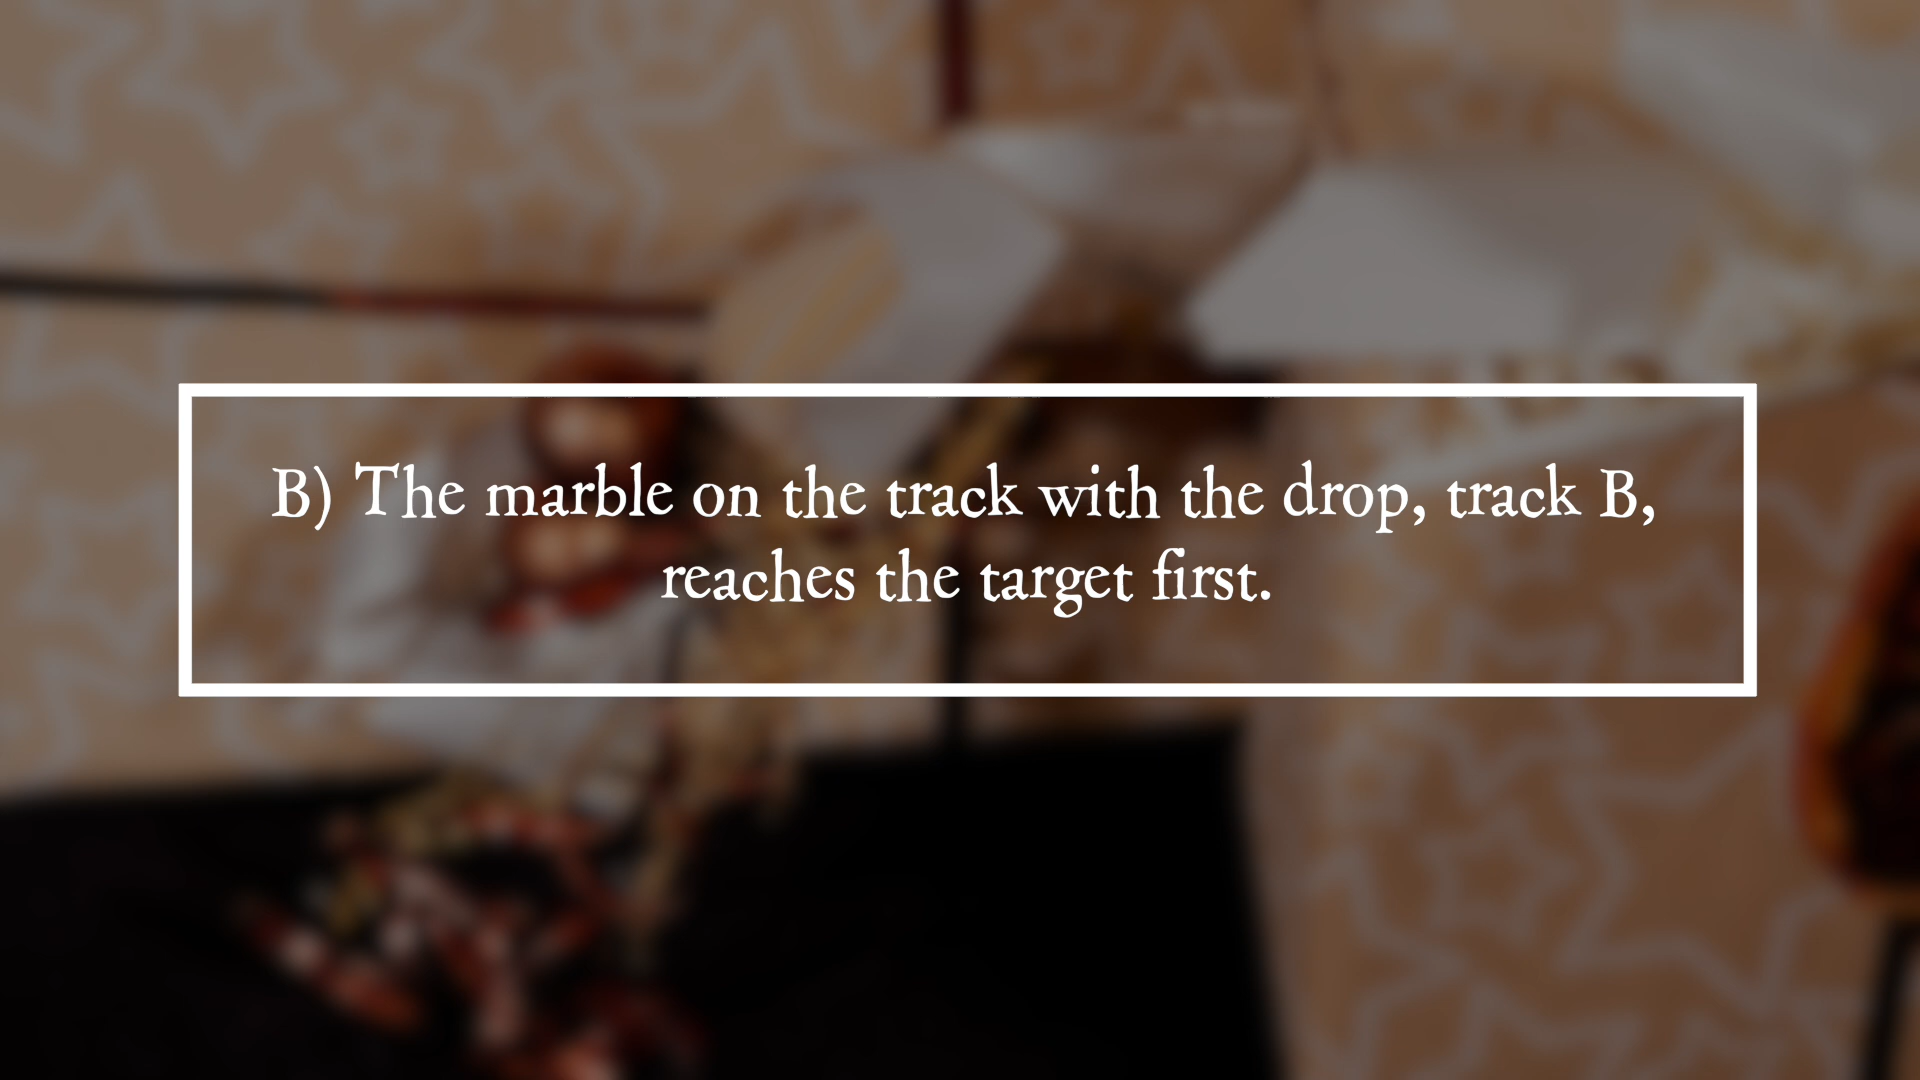 B) The marble on the track with the drop, track B,
reaches the target first.